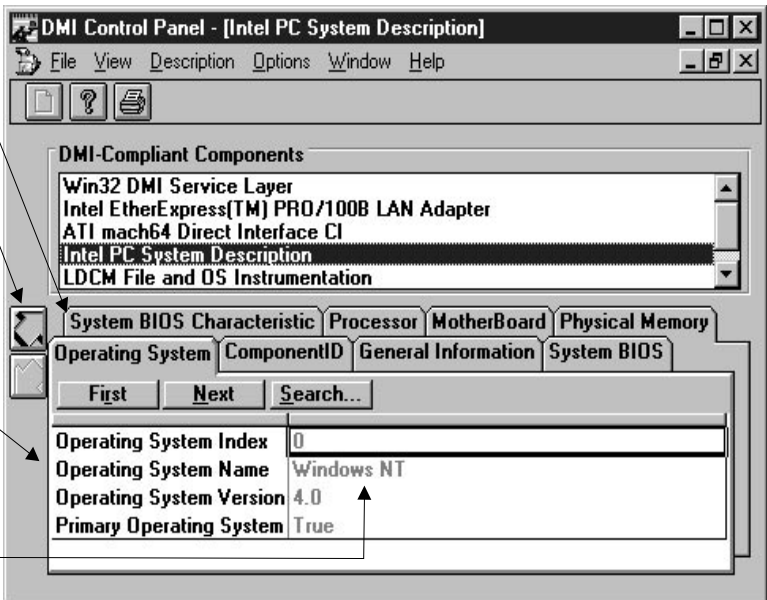 DMI Control Panel - [Intel PC System Description]
File View Description Options Window Help
DMI-Compliant Components
Win32 DMI Service Layer
Intel EtherExpress(TM) PRO/100B LAN Adapter
ATI mach64 Direct Interface CI
Intel PC System Description
LDCM File and OS Instrumentation
System BIOS Characteristic Processor MotherBoard Physical Memory
Operating System ComponentID General Information System BIOS
First Next Search...
Operating System Index 0
Operating System Name Windows NT
Operating System Version 4.0
Primary Operating System True